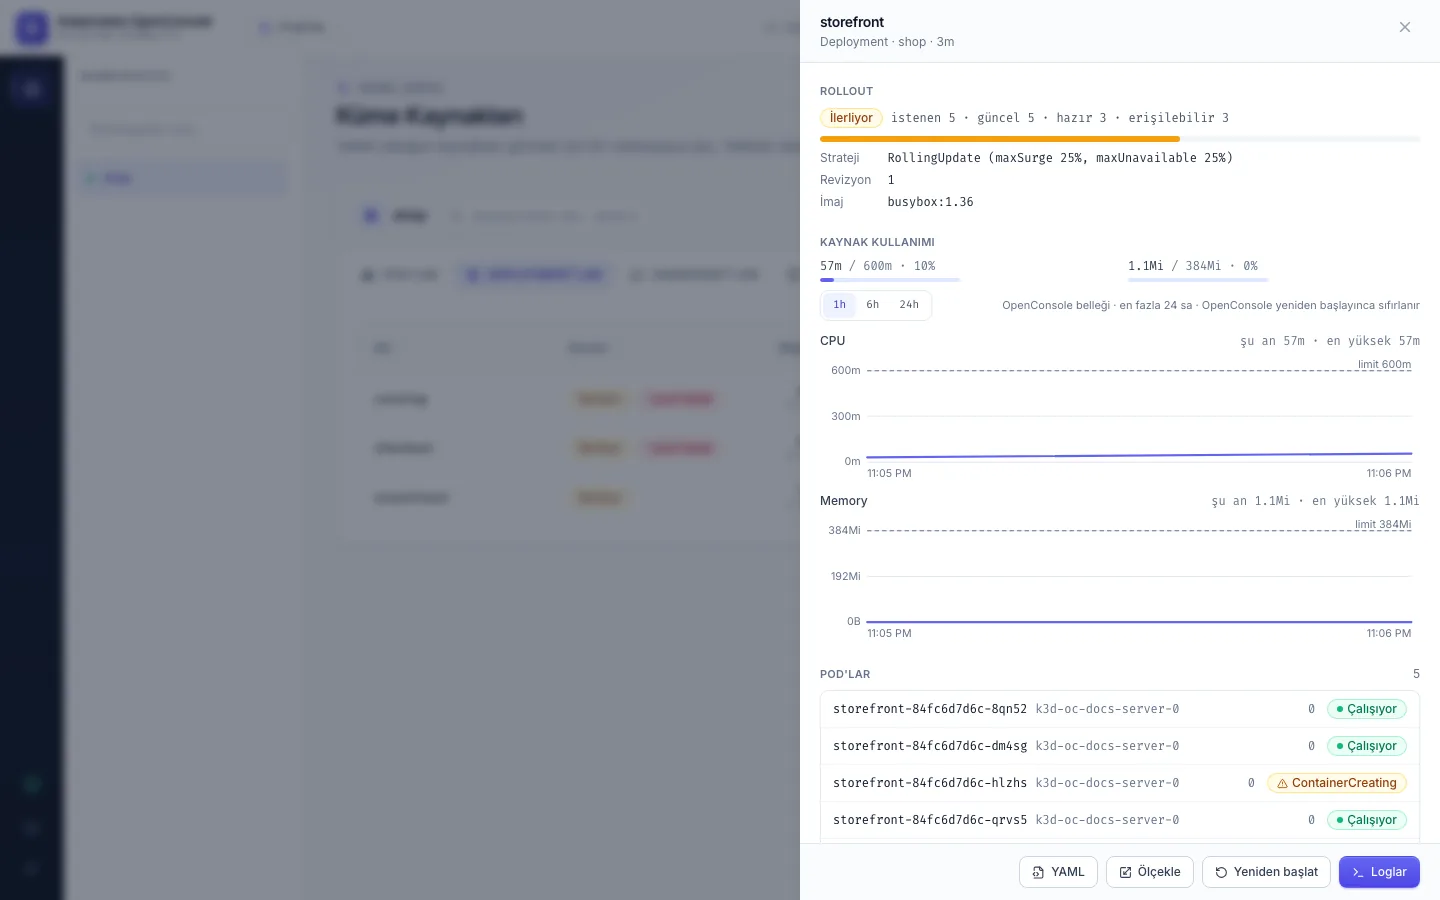 storefront
Deployment · shop · 3m
ROLLOUT
İlerliyor istenen 5 · güncel 5 · hazır 3 · erişilebilir 3
Strateji RollingUpdate (maxSurge 25%, maxUnavailable 25%)
Revizyon 1
İmaj busybox:1.36
KAYNAK KULLANIMI
57m / 600m · 10% 1.1Mi / 384Mi · 0%
1h 6h 24h OpenConsole belleği · en fazla 24 sa · OpenConsole yeniden başlayınca sıfırlanır
CPU şu an 57m · en yüksek 57m
limit 600m
600m
300m
0m
11:05 PM 11:06 PM
Memory şu an 1.1Mi · en yüksek 1.1Mi
limit 384Mi
384Mi
192Mi
0B
11:05 PM 11:06 PM
POD'LAR 5
storefront-84fc6d7d6c-8qn52 k3d-oc-docs-server-0 0 Çalışıyor
storefront-84fc6d7d6c-dm4sg k3d-oc-docs-server-0 0 Çalışıyor
storefront-84fc6d7d6c-hlzhs k3d-oc-docs-server-0 0 ContainerCreating
storefront-84fc6d7d6c-qrvs5 k3d-oc-docs-server-0 0 Çalışıyor
YAML Ölçekle Yeniden başlat Loglar
Küme Kaynakları